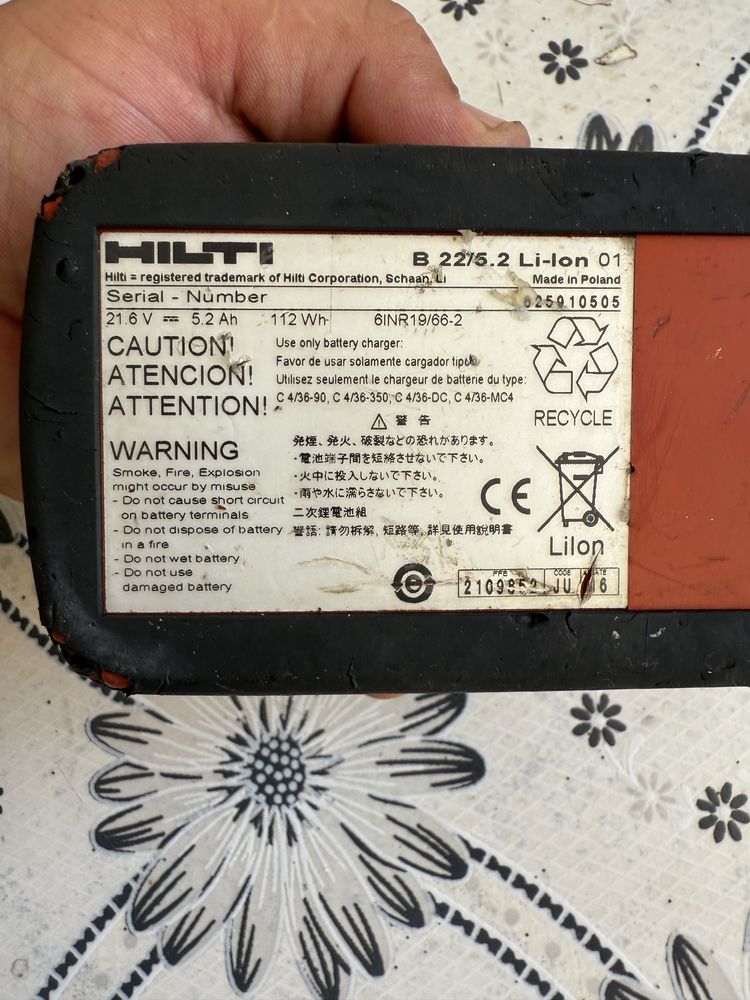 HILTI
B 22/5.2 Li-Ion 01
Hilti = registered trademark of Hilti Corporation, Schaan, Li
Made in Poland
Serial - Number
625910505
21.6 V ⎓ 5.2 Ah 112 Wh 6INR19/66-2
CAUTION!
ATENCION!
ATTENTION!
Use only battery charger:
Favor de usar solamente cargador tipo:
Utilisez seulement le chargeur de batterie du type:
C 4/36-90, C 4/36-350, C 4/36-DC, C 4/36-MC4
RECYCLE
WARNING
Smoke, Fire, Explosion
might occur by misuse
- Do not cause short circuit
on battery terminals
- Do not dispose of battery
in a fire
- Do not wet battery
- Do not use
damaged battery
⚠ 警告
発煙、発火、破裂などの恐れがあります。
・電池端子間を短絡させないで下さい。
・火中に投入しないで下さい。
・雨や水に濡らさないで下さい。
二次鋰電池組
警語: 請勿拆解, 短路等, 詳見使用說明書
CE
LiIon
CODE
JU 16